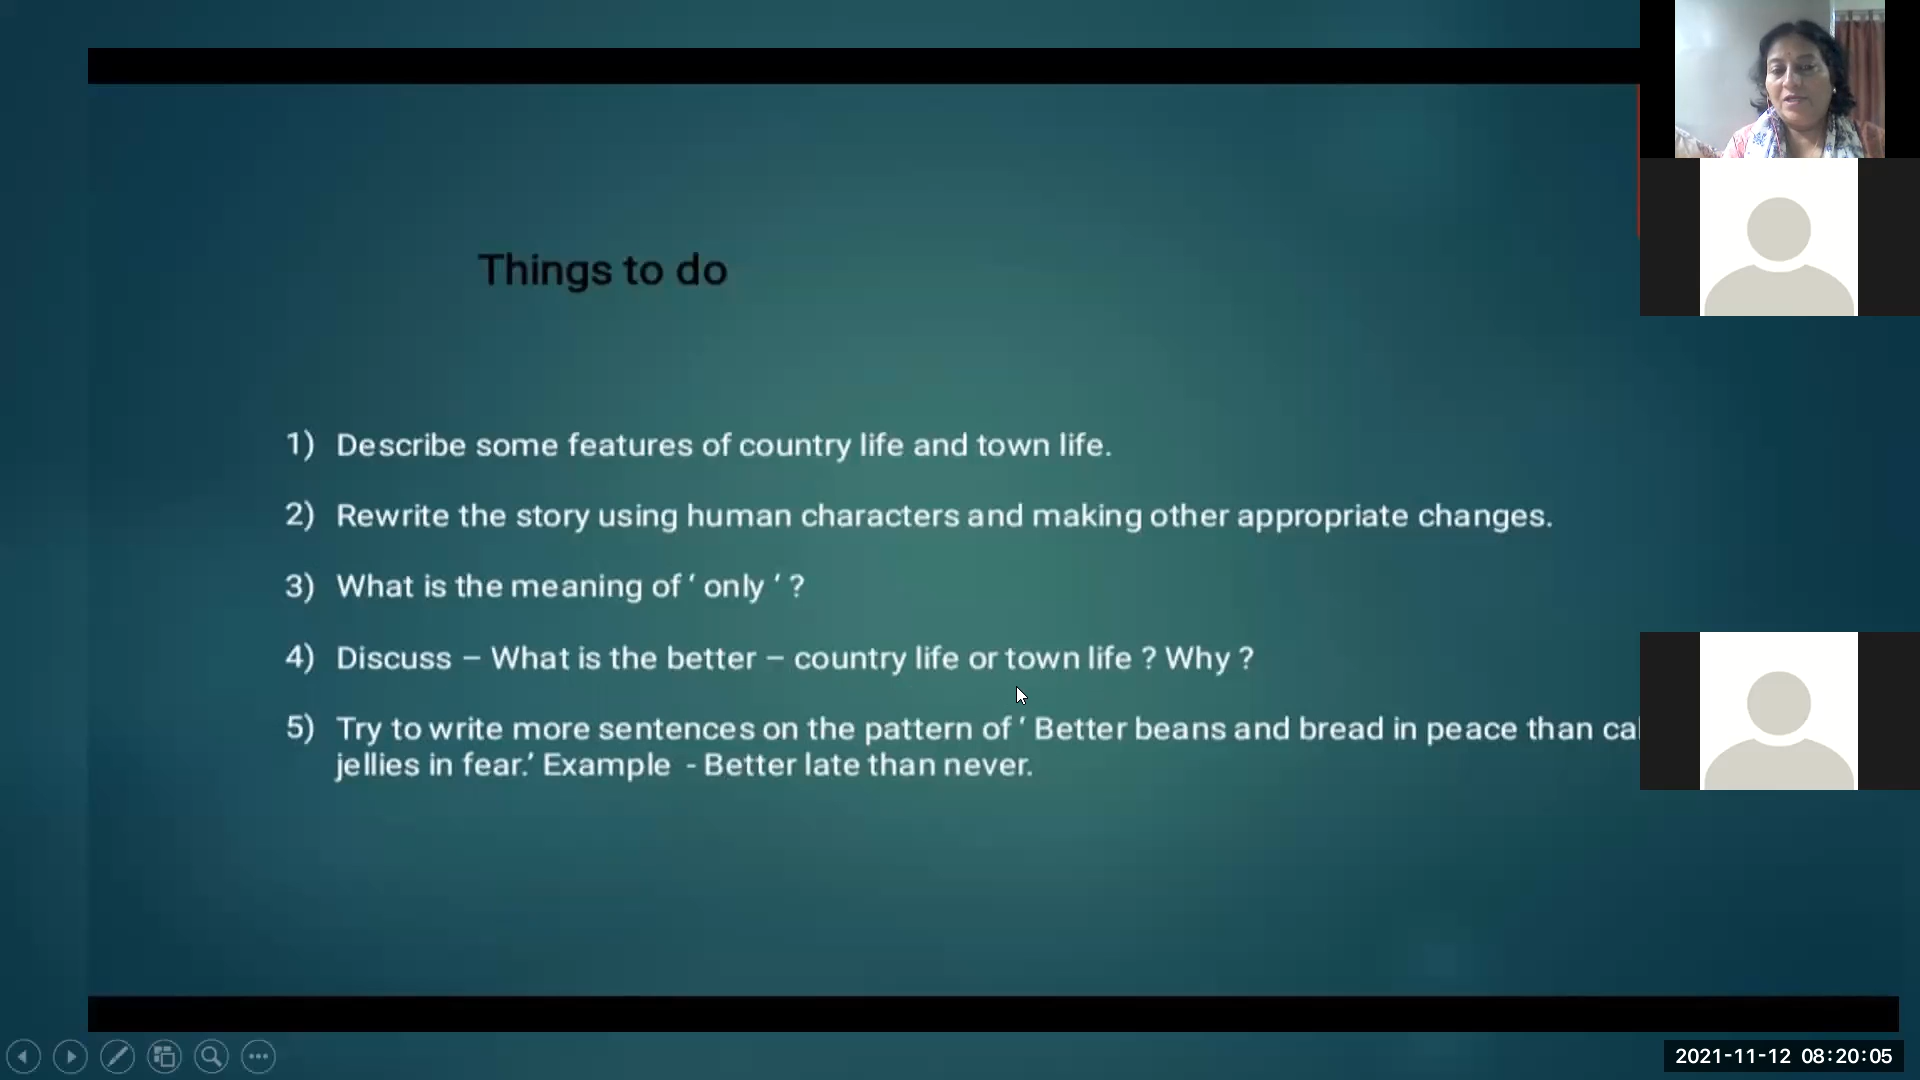 Things to do
1) Describe some features of country life and town life.
2) Rewrite the story using human characters and making other appropriate changes.
3) What is the meaning of ‘ only ‘ ?
4) Discuss – What is the better – country life or town life ? Why ?
5) Try to write more sentences on the pattern of ‘ Better beans and bread in peace than
jellies in fear.’ Example - Better late than never.
2021-11-12 08:20:05